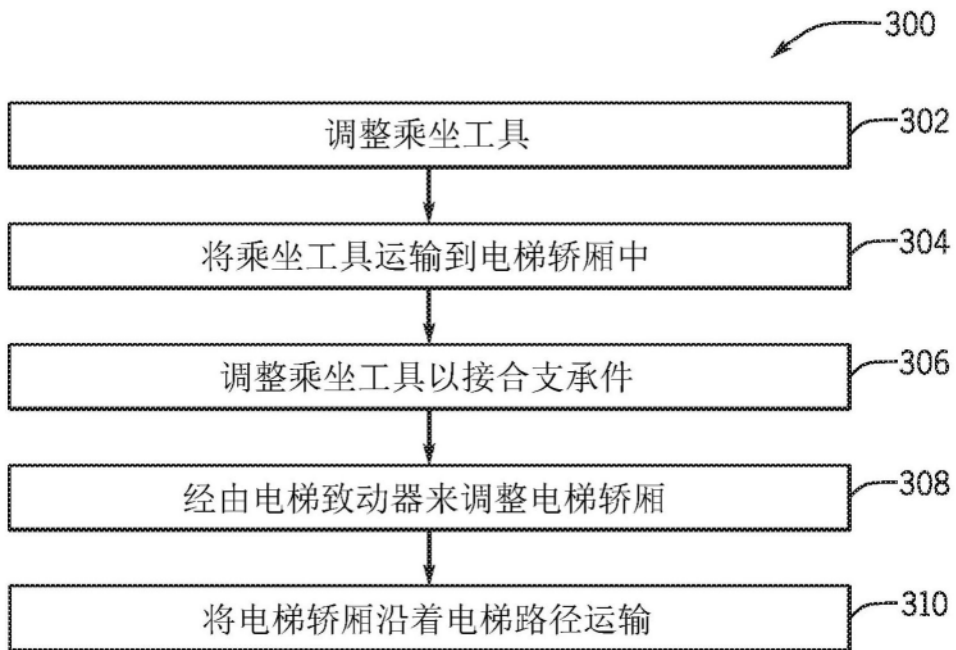 300
调整乘坐工具
302
将乘坐工具运输到电梯轿厢中
304
调整乘坐工具以接合支承件
306
经由电梯致动器来调整电梯轿厢
308
将电梯轿厢沿着电梯路径运输
310